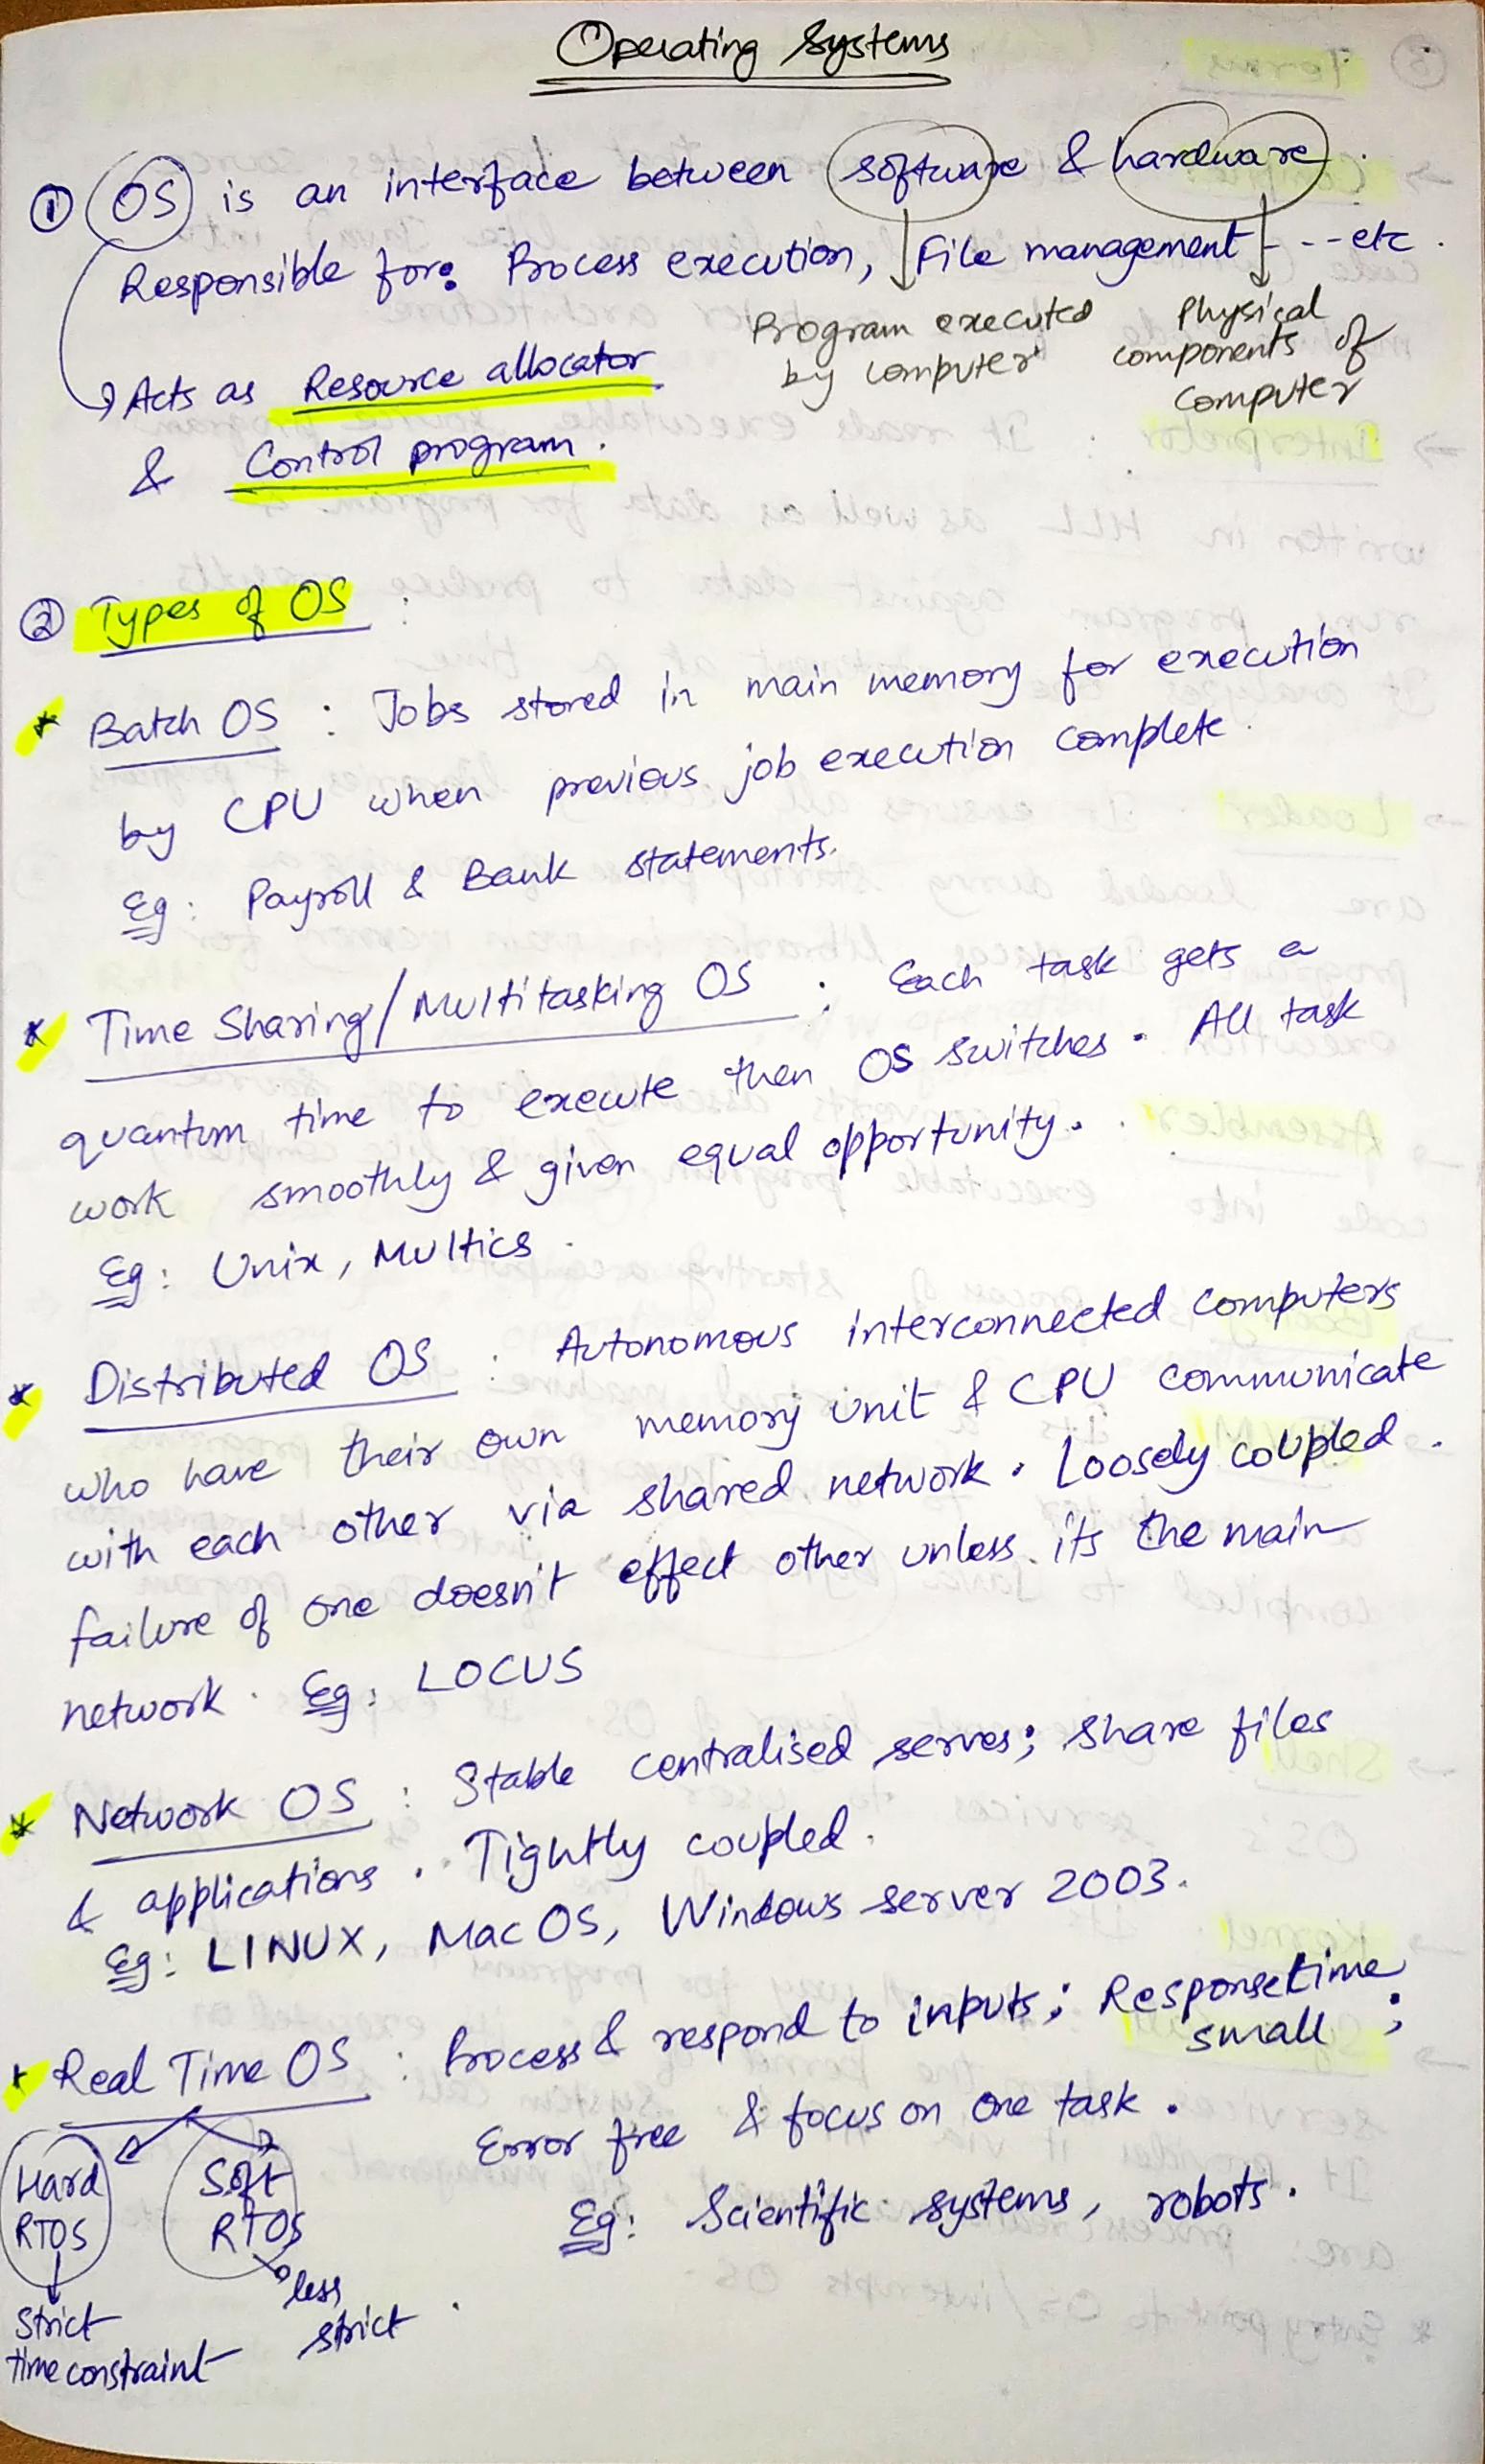 Operating Systems
① OS is an interface between software & hardware.
Responsible for: Process execution, File management - - - etc.
Program executed by computer
Physical components of computer
Acts as Resource allocator
& Control program.
② Types of OS :
* Batch OS : Jobs stored in main memory for execution
by CPU when previous job execution complete.
Eg: Payroll & Bank statements.
* Time Sharing/Multitasking OS : Each task gets a
quantum time to execute then OS switches. All task
work smoothly & given equal opportunity.
Eg: Unix, Multics.
* Distributed OS : Autonomous interconnected computers
who have their own memory unit & CPU communicate
with each other via shared network. Loosely coupled.
failure of one doesn't effect other unless its the main
network. Eg: LOCUS
* Network OS : Stable centralised serves; share files
& applications. Tightly coupled.
Eg: LINUX, Mac OS, Windows server 2003.
* Real Time OS : Process & respond to inputs; Response time
small ;
Error free & focus on one task.
Eg: Scientific systems, robots.
Hard RTOS
Soft RTOS
Strict
time constraint
less
strict.